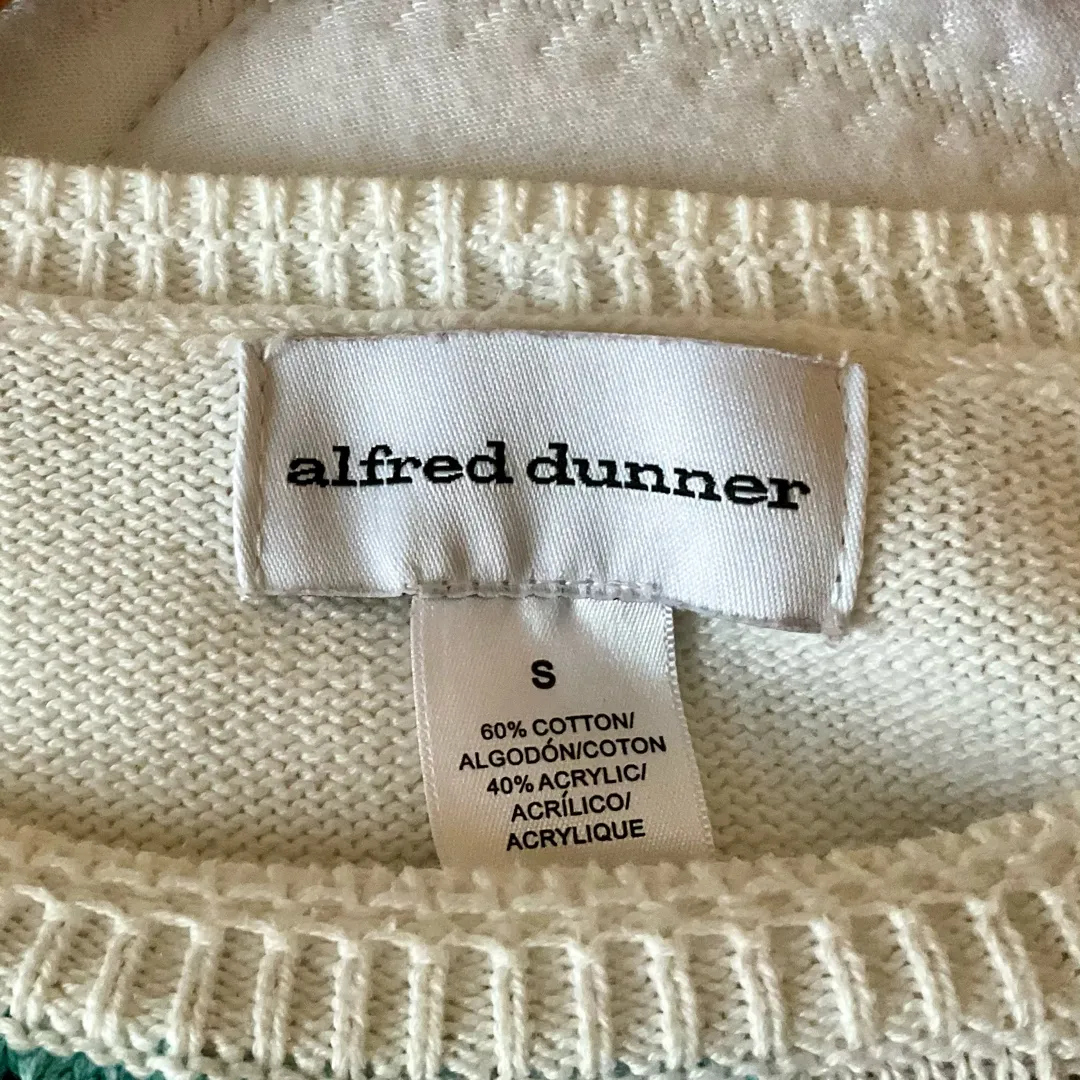 alfred dunner
S
60% COTTON/
ALGODÓN/COTON
40% ACRYLIC/
ACRÍLICO/
ACRYLIQUE